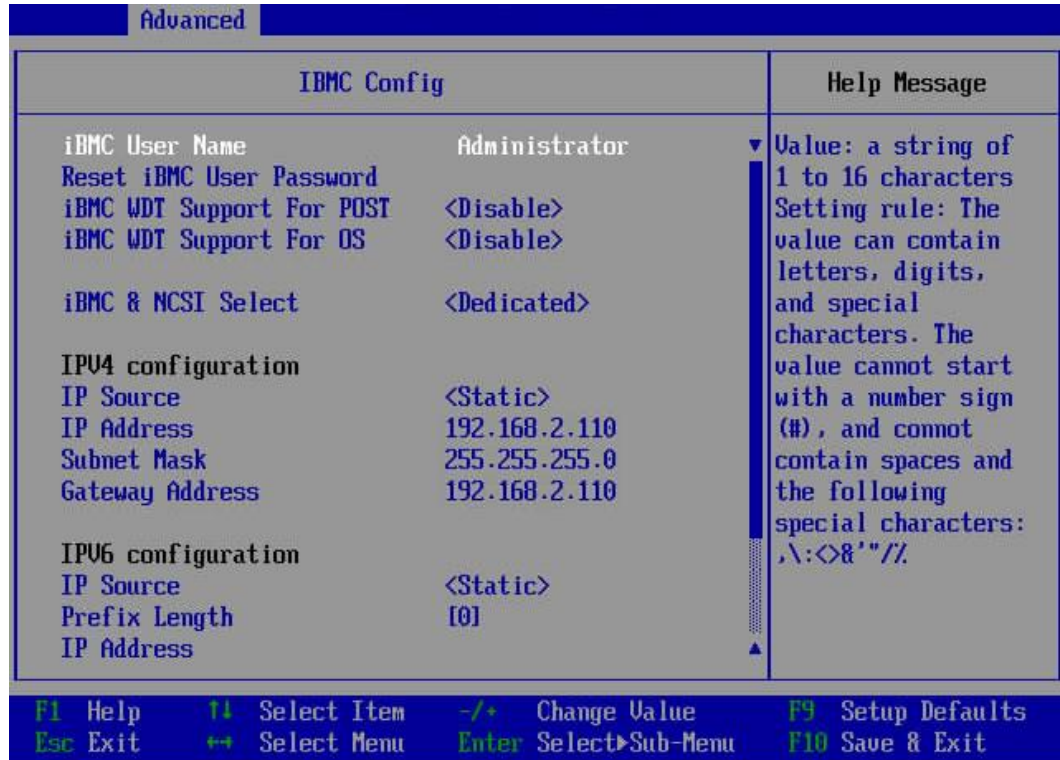 Advanced
IBMC Config
Help Message
iBMC User Name Administrator
Reset iBMC User Password
iBMC WDT Support For POST <Disable>
iBMC WDT Support For OS <Disable>
iBMC & NCSI Select <Dedicated>
IPV4 configuration
IP Source <Static>
IP Address 192.168.2.110
Subnet Mask 255.255.255.0
Gateway Address 192.168.2.110
IPV6 configuration
IP Source <Static>
Prefix Length [0]
IP Address
Value: a string of
1 to 16 characters
Setting rule: The
value can contain
letters, digits,
and special
characters. The
value cannot start
with a number sign
(#), and connot
contain spaces and
the following
special characters:
,\:<>&'"/%
F1 Help ↑↓ Select Item -/+ Change Value F9 Setup Defaults
Esc Exit ←→ Select Menu Enter Select▶Sub-Menu F10 Save & Exit